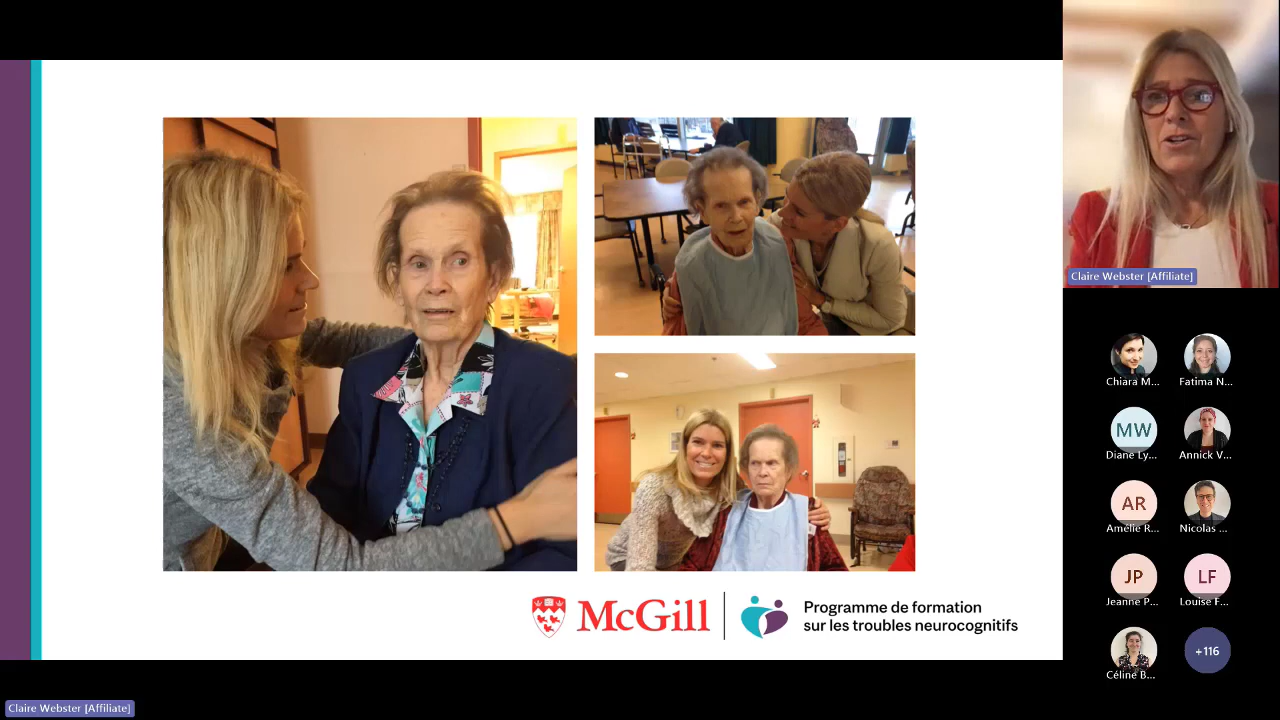 McGill
Programme de formation
sur les troubles neurocognitifs
Claire Webster [Affiliate]
Chiara M...
Fatima N...
MW
Diane Ly...
Annick V...
AR
Amélie R...
Nicolas ...
JP
Jeanne P...
LF
Louise F...
Céline B...
+116
Claire Webster [Affiliate]